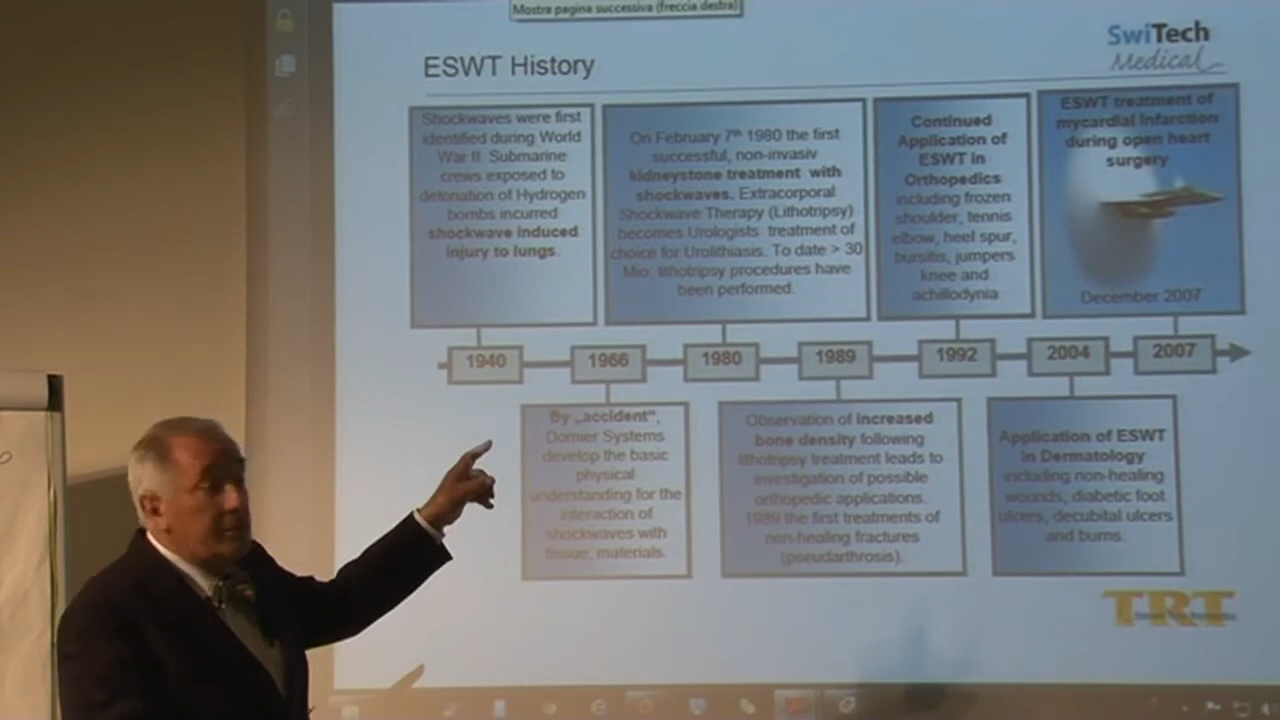 Mostra pagina successiva (freccia destra)
SwiTech
Medical
ESWT History
Shockwaves were first
identified during World
War II. Submarine
crews exposed to
detonation of Hydrogen
bombs incurred
shockwave induced
injury to lungs.
On February 7th 1980 the first
successful, non-invasiv
kidneystone treatment with
shockwaves. Extracorporal
Shockwave Therapy (Lithotripsy)
becomes Urologists treatment of
choice for Urolithiasis. To date > 30
Mio. lithotripsy procedures have
been performed.
Continued
Application of
ESWT in
Orthopedics
including frozen
shoulder, tennis
elbow, heel spur,
bursitis, jumpers
knee and
achillodynia
ESWT treatment of
myocardial infarction
during open heart
surgery
December 2007
1940
1966
1980
1989
1992
2004
2007
By „accident“,
Dornier Systems
develop the basic
physical
understanding for the
interaction of
shockwaves with
tissue, materials.
Observation of increased
bone density following
lithotripsy treatment leads to
investigation of possible
orthopedic applications.
1989 the first treatments of
non-healing fractures
(pseudarthrosis).
Application of ESWT
in Dermatology
including non-healing
wounds, diabetic foot
ulcers, decubital ulcers
and burns.
TRT